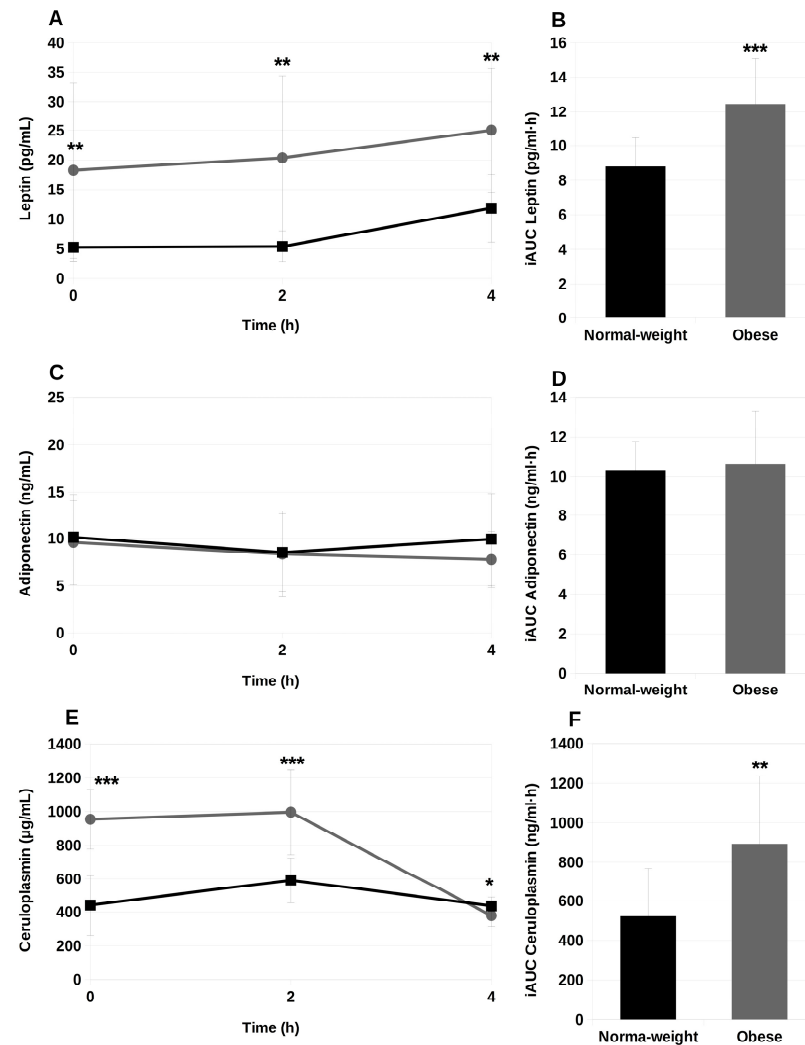 A
Leptin (pg/mL)
40
35
30
25
20
15
10
5
0
**
**
**
0 2 4
Time (h)
B
iAUC Leptin (pg/ml·h)
16
14
12
10
8
6
4
2
0
***
Normal-weight Obese
C
Adiponectin (ng/mL)
25
20
15
10
5
0
0 2 4
Time (h)
D
iAUC Adiponectin (ng/ml·h)
14
12
10
8
6
4
2
0
Normal-weight Obese
E
Ceruloplasmin (µg/mL)
1400
1200
1000
800
600
400
200
0
***
***
*
0 2 4
Time (h)
F
iAUC Ceruloplasmin (ng/ml·h)
1400
1200
1000
800
600
400
200
0
**
Norma-weight Obese